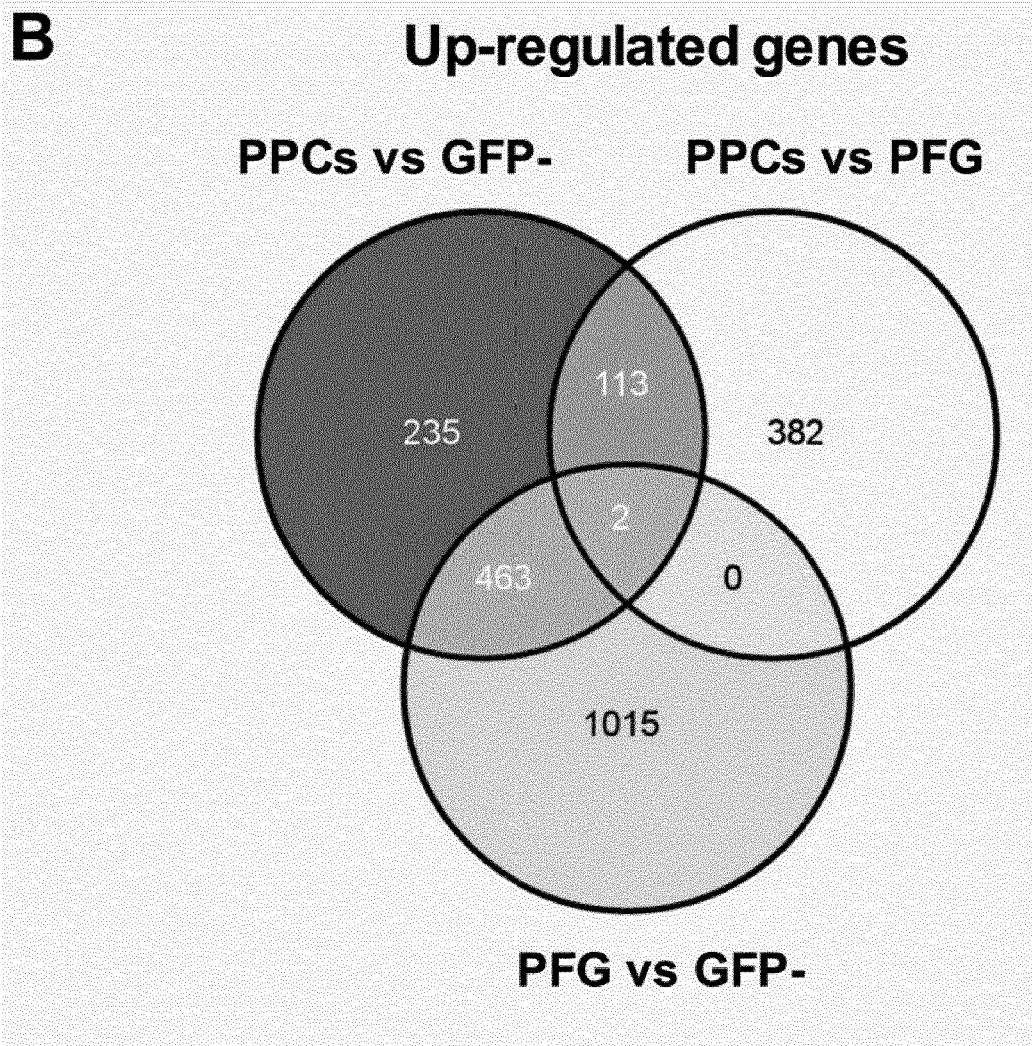 B
Up-regulated genes
PPCs vs GFP-
PPCs vs PFG
113
235
382
2
463
0
1015
PFG vs GFP-